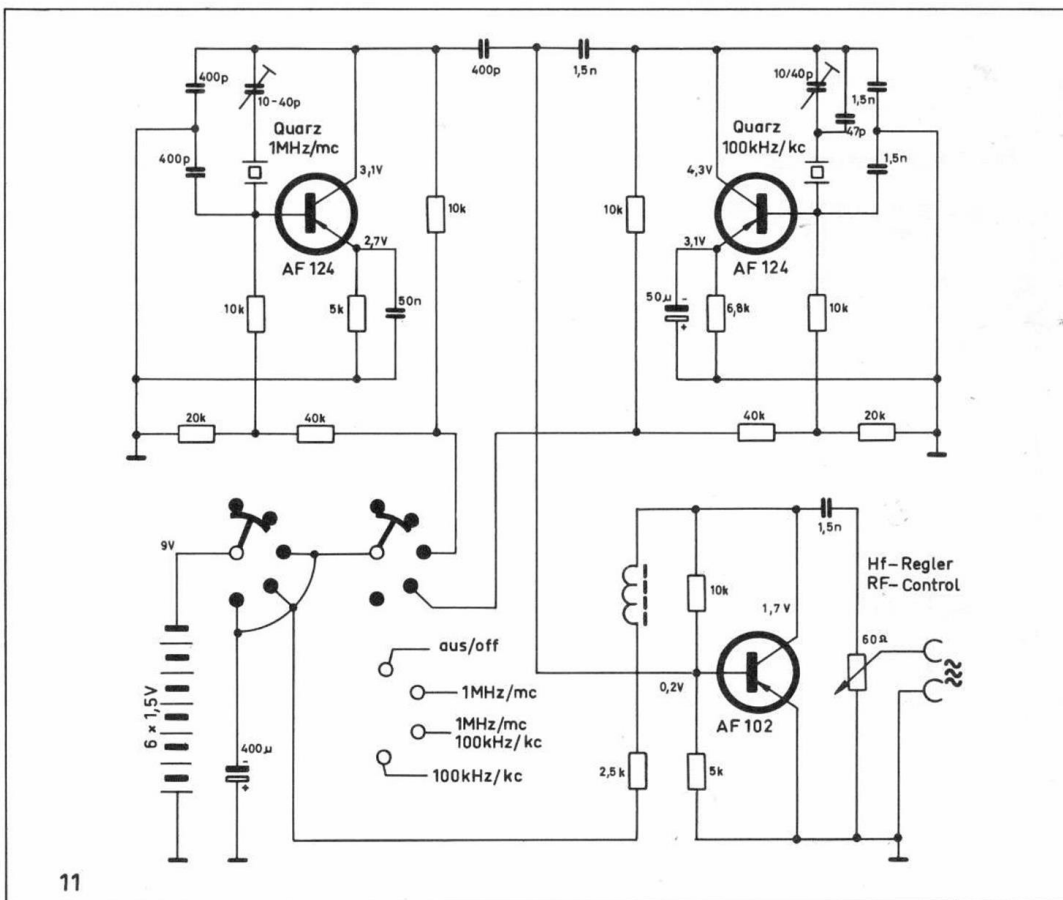 400p
10-40p
400p
Quarz
1MHz/mc
3,1V
10k
AF 124
2,7V
10k
5k
50n
20k
40k
400p
1,5n
10/40p
1,5n
47p
Quarz
100kHz/kc
1,5n
4,3V
10k
3,1V
AF 124
50µ
-
+
6,8k
10k
40k
20k
9V
6 x 1,5V
400µ
-
+
aus/off
1MHz/mc
1MHz/mc
100kHz/kc
100kHz/kc
1,5n
10k
1,7V
Hf-Regler
RF-Control
60Ω
0,2V
AF 102
2,5k
5k
11